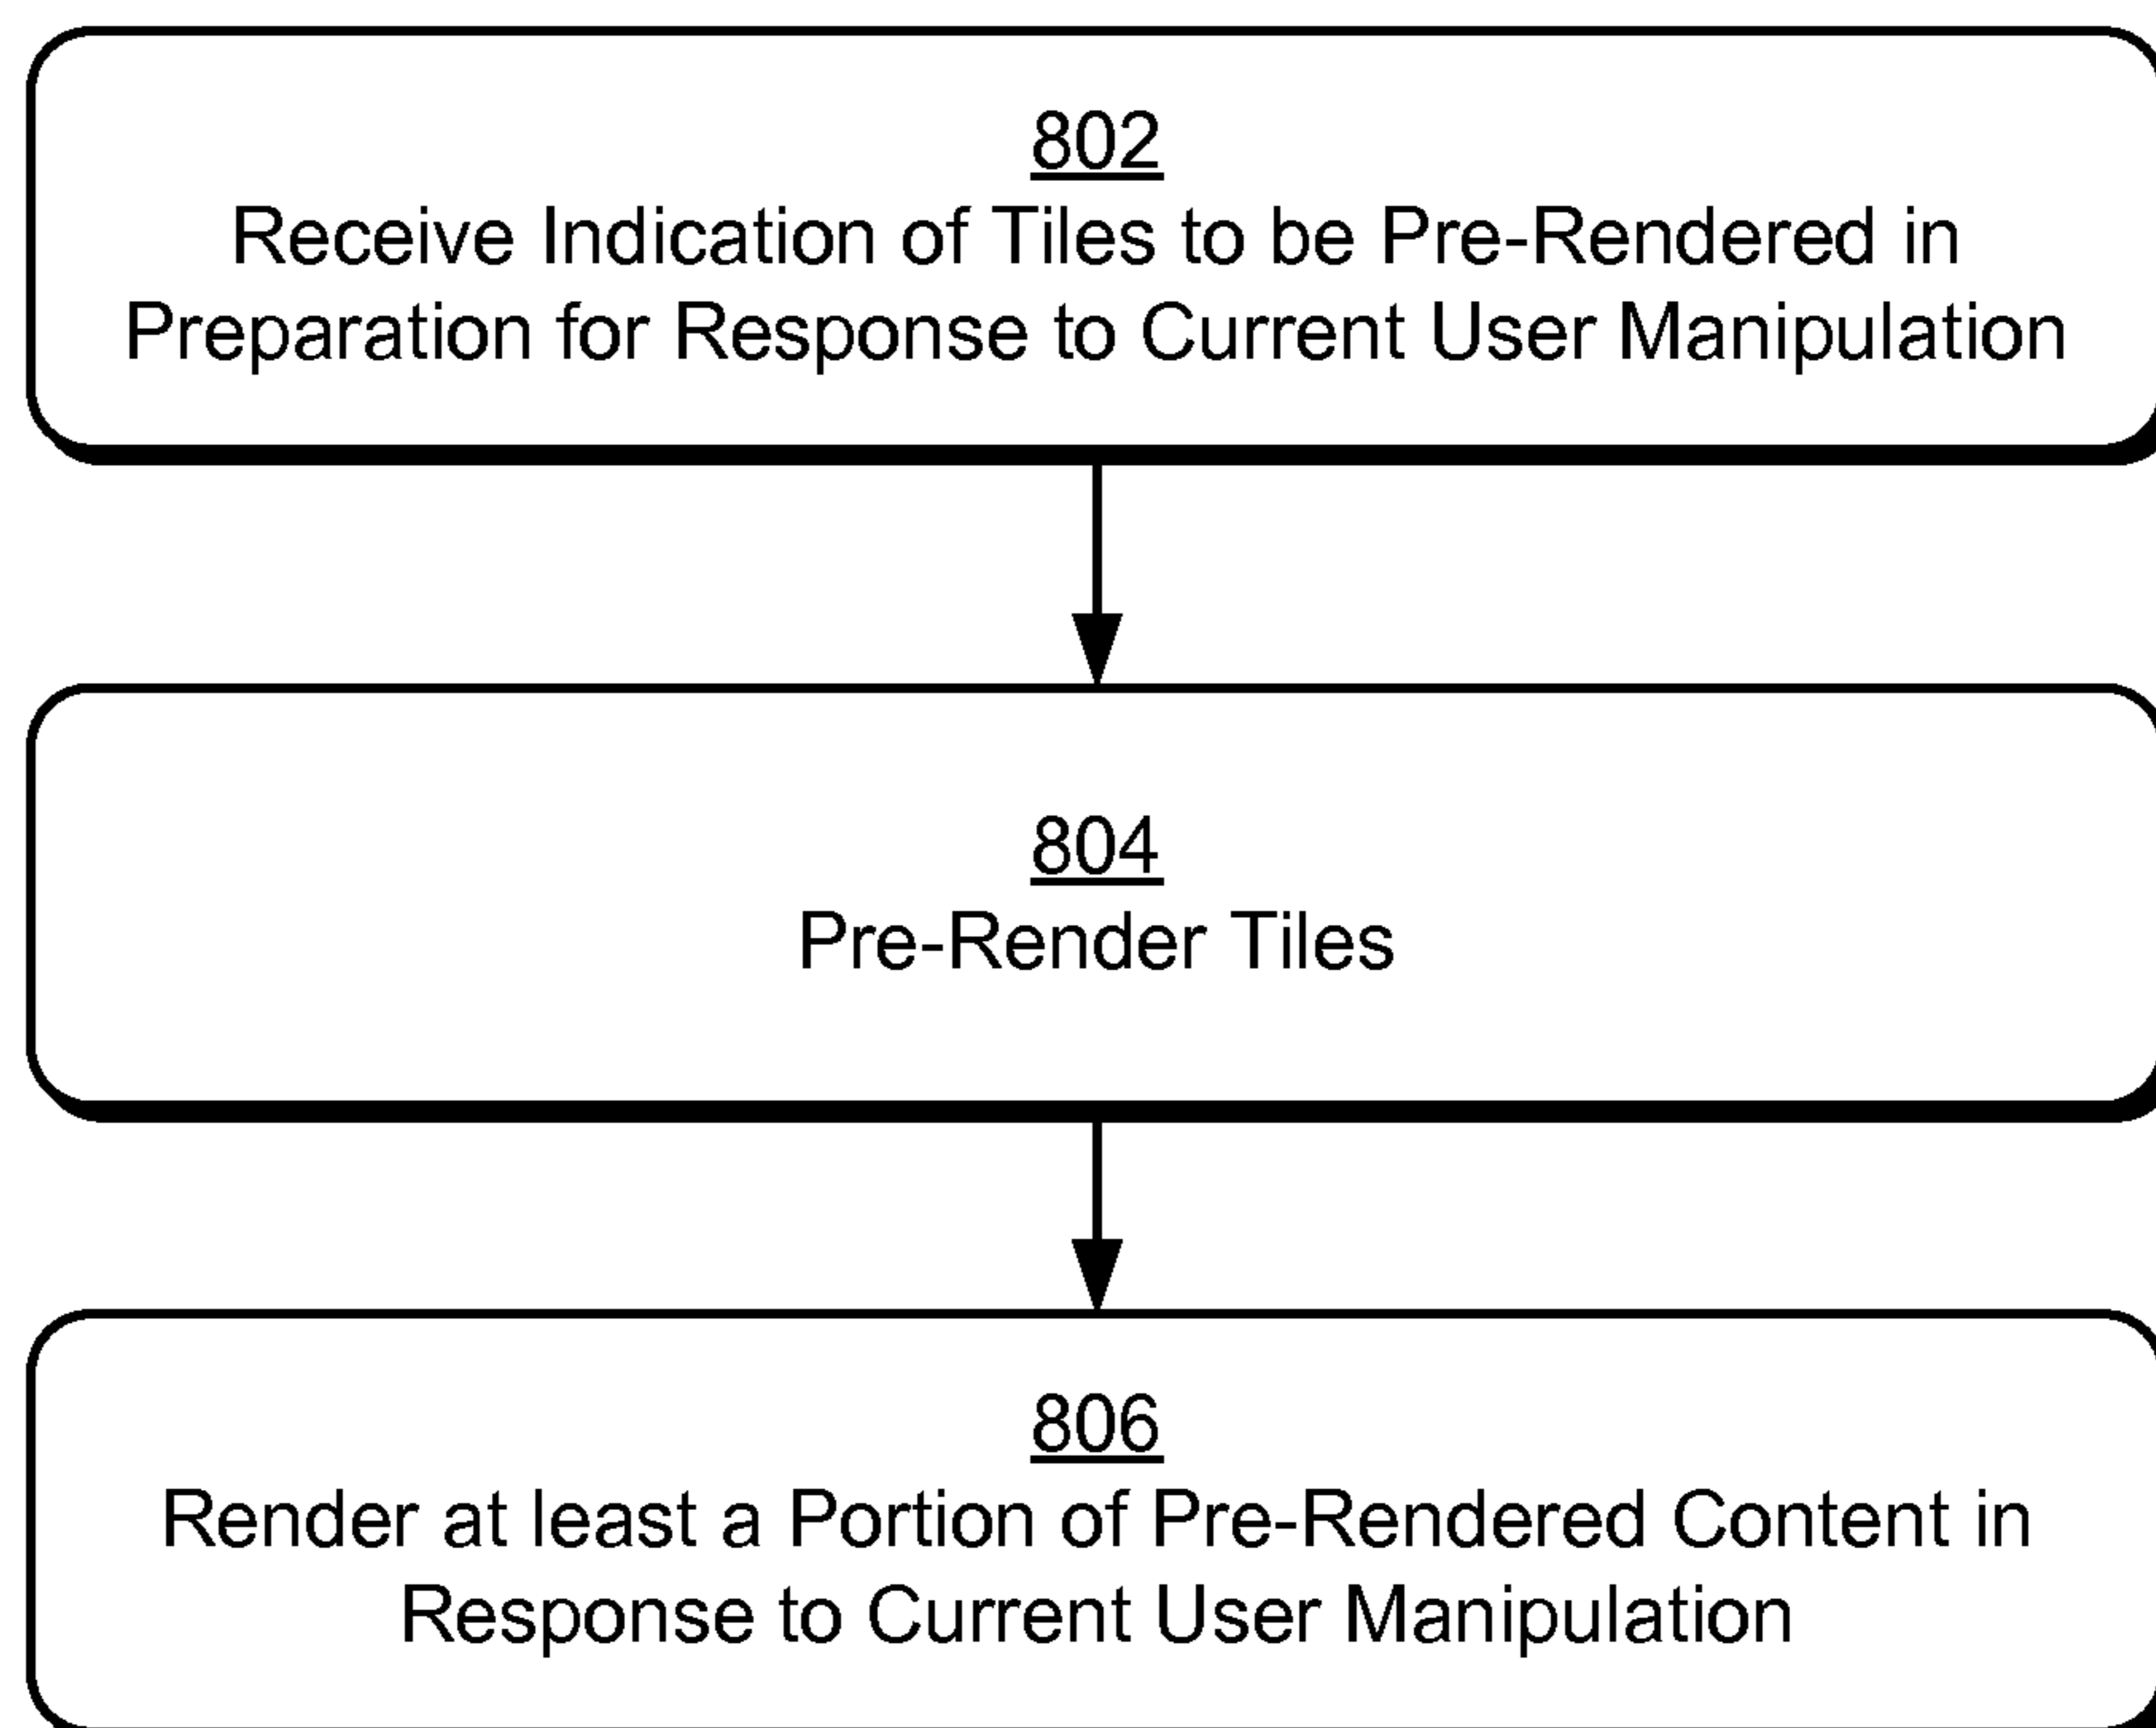 802
Receive Indication of Tiles to be Pre-Rendered in
Preparation for Response to Current User Manipulation
804
Pre-Render Tiles
806
Render at least a Portion of Pre-Rendered Content in
Response to Current User Manipulation